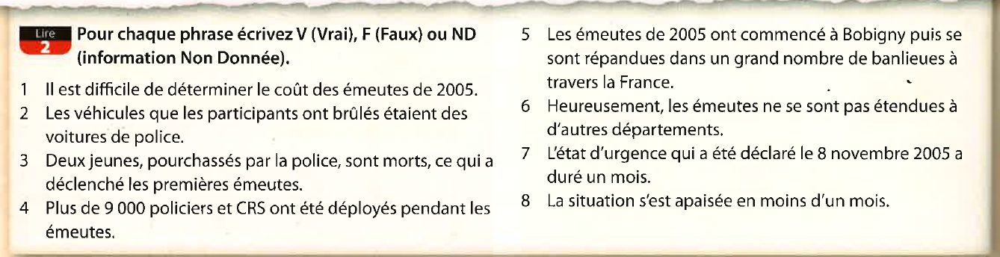 Lire
2
Pour chaque phrase écrivez V (Vrai), F (Faux) ou ND
(information Non Donnée).
1 Il est difficile de déterminer le coût des émeutes de 2005.
2 Les véhicules que les participants ont brûlés étaient des
voitures de police.
3 Deux jeunes, pourchassés par la police, sont morts, ce qui a
déclenché les premières émeutes.
4 Plus de 9 000 policiers et CRS ont été déployés pendant les
émeutes.
5 Les émeutes de 2005 ont commencé à Bobigny puis se
sont répandues dans un grand nombre de banlieues à
travers la France.
6 Heureusement, les émeutes ne se sont pas étendues à
d'autres départements.
7 L'état d'urgence qui a été déclaré le 8 novembre 2005 a
duré un mois.
8 La situation s'est apaisée en moins d'un mois.